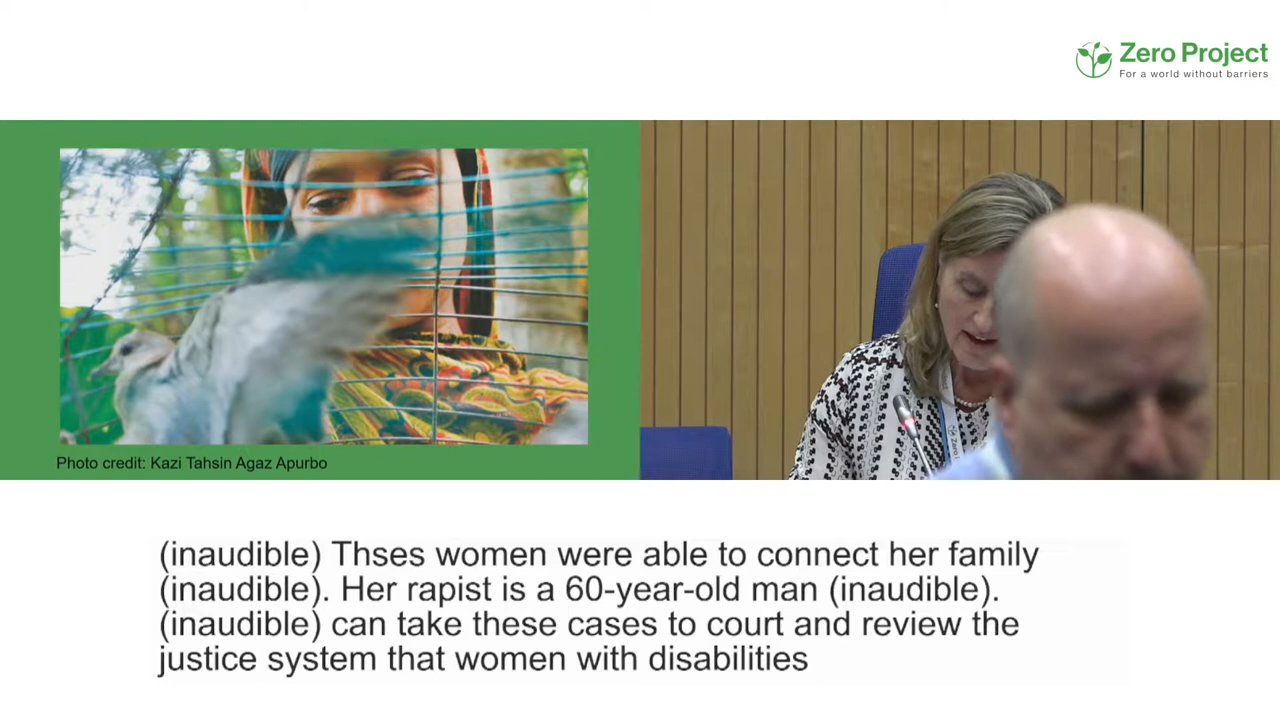 Zero Project
For a world without barriers
Photo credit: Kazi Tahsin Agaz Apurbo
(inaudible) Thses women were able to connect her family
(inaudible). Her rapist is a 60-year-old man (inaudible).
(inaudible) can take these cases to court and review the
justice system that women with disabilities